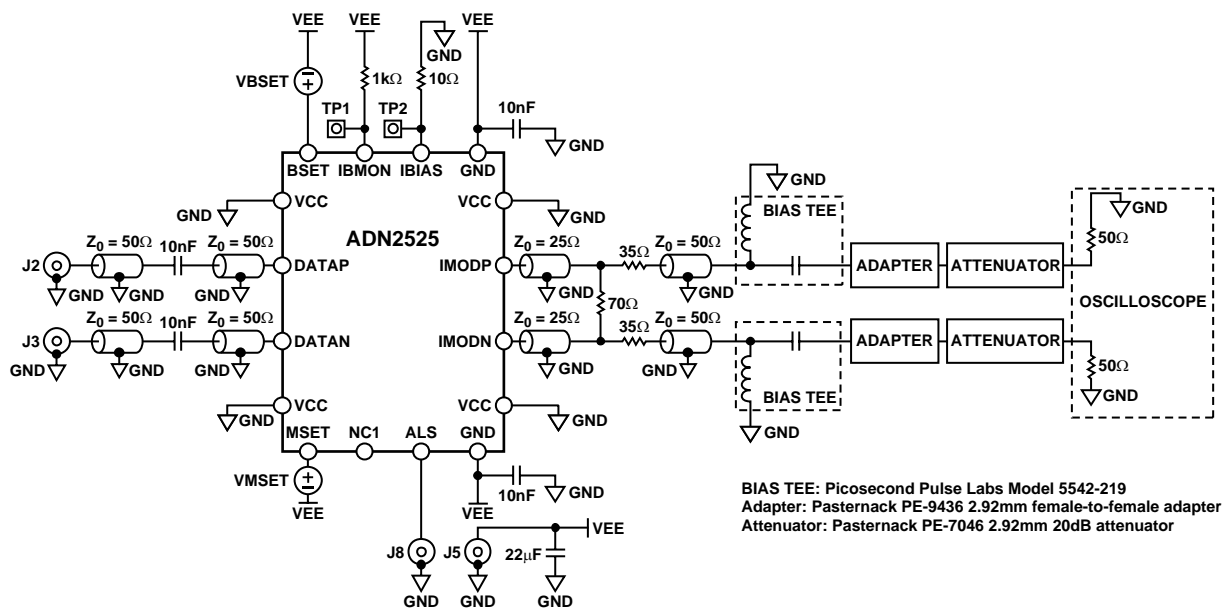 VEE VEE GND VEE
VBSET
1kΩ 10Ω
TP1 TP2 10nF
GND
BSET IBMON IBIAS GND
GND VCC VCC GND
ADN2525
J2 Z0 = 50Ω 10nF Z0 = 50Ω DATAP
GND GND GND
J3 Z0 = 50Ω 10nF Z0 = 50Ω DATAN
GND GND GND
IMODP Z0 = 25Ω 35Ω Z0 = 50Ω
GND 70Ω GND
IMODN Z0 = 25Ω 35Ω Z0 = 50Ω
GND GND
GND VCC VCC GND
MSET NC1 ALS GND
VMSET
VEE
10nF
GND
VEE
J8 J5 22μF VEE
GND GND GND
GND
BIAS TEE
ADAPTER ATTENUATOR
GND
50Ω
OSCILLOSCOPE
ADAPTER ATTENUATOR
50Ω
GND
BIAS TEE
GND
BIAS TEE: Picosecond Pulse Labs Model 5542-219
Adapter: Pasternack PE-9436 2.92mm female-to-female adapter
Attenuator: Pasternack PE-7046 2.92mm 20dB attenuator